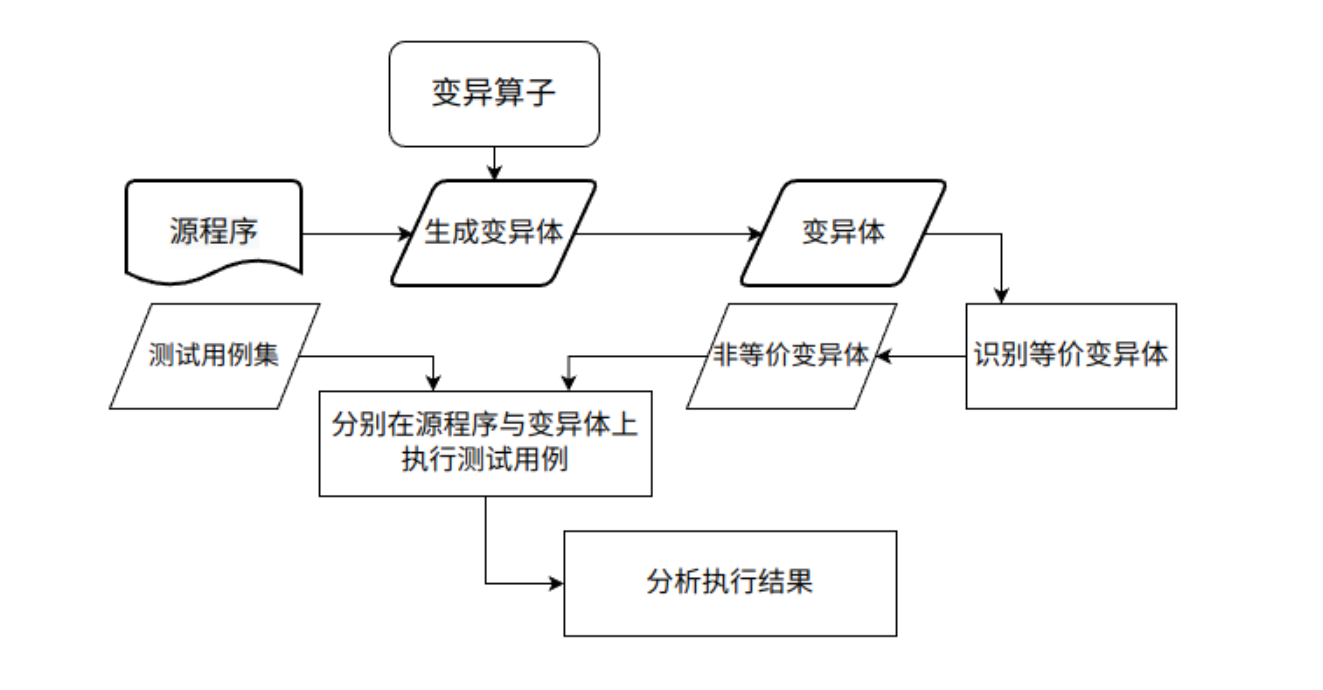 变异算子
源程序
生成变异体
变异体
测试用例集
非等价变异体
识别等价变异体
分别在源程序与变异体上
执行测试用例
分析执行结果